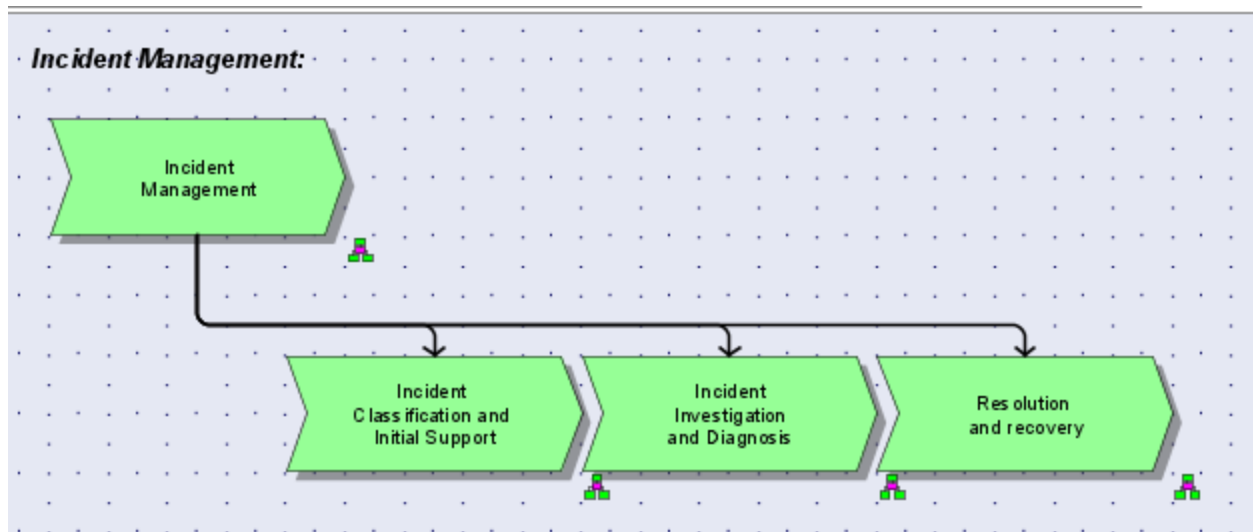 Incident Management:
Incident
Management
Incident
Classification and
Initial Support
Incident
Investigation
and Diagnosis
Resolution
and recovery